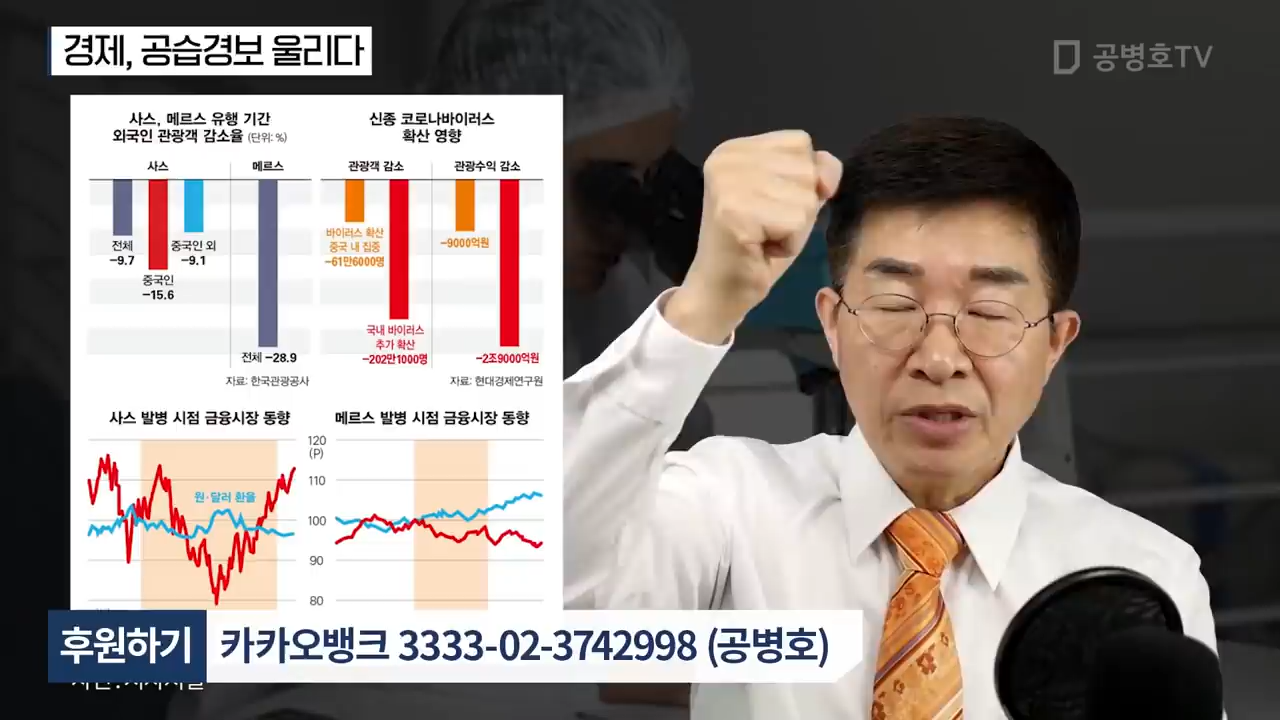 경제, 공습경보 울리다
공병호TV
사스, 메르스 유행 기간
외국인 관광객 감소율 (단위: %)
사스
메르스
전체
-9.7
중국인
-15.6
중국인 외
-9.1
전체 -28.9
자료: 한국관광공사
신종 코로나바이러스
확산 영향
관광객 감소
관광수익 감소
바이러스 확산
중국 내 집중
-61만6000명
국내 바이러스
추가 확산
-202만1000명
-9000억원
-2조9000억원
자료: 현대경제연구원
사스 발병 시점 금융시장 동향
원·달러 환율
메르스 발병 시점 금융시장 동향
120
(P)
110
100
90
80
후원하기
카카오뱅크 3333-02-3742998 (공병호)